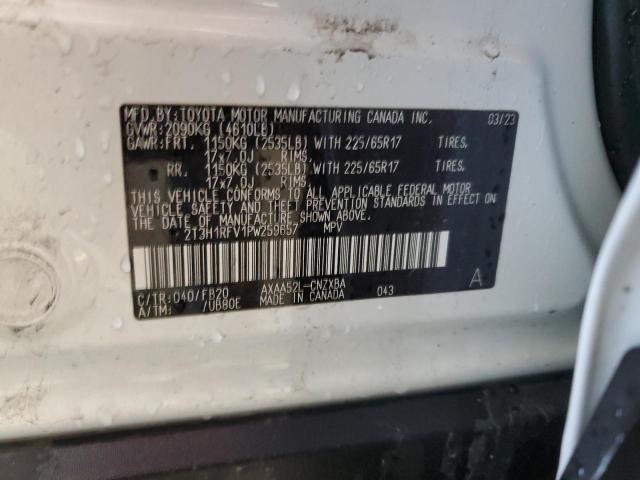 MFD. BY: TOYOTA MOTOR MANUFACTURING CANADA INC. 03/23
GVWR: 2090KG (4610LB)
GAWR: FRT. 1150KG (2535LB) WITH 225/65R17 TIRES,
17x7.0J RIMS,
RR. 1150KG (2535LB) WITH 225/65R17 TIRES,
17x7.0J RIMS,
THIS VEHICLE CONFORMS TO ALL APPLICABLE FEDERAL MOTOR
VEHICLE SAFETY AND THEFT PREVENTION STANDARDS IN EFFECT
ON THE DATE OF MANUFACTURE SHOWN ABOVE.
2T3H1RFV1PW259657 MPV
C/TR: 040/FB20 AXAA52L-CNZXBA 043 A
A/TM: /UB80E MADE IN CANADA